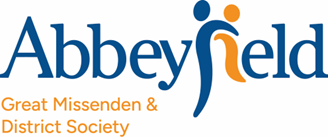 Abbeyfield
Great Missenden &
District Society